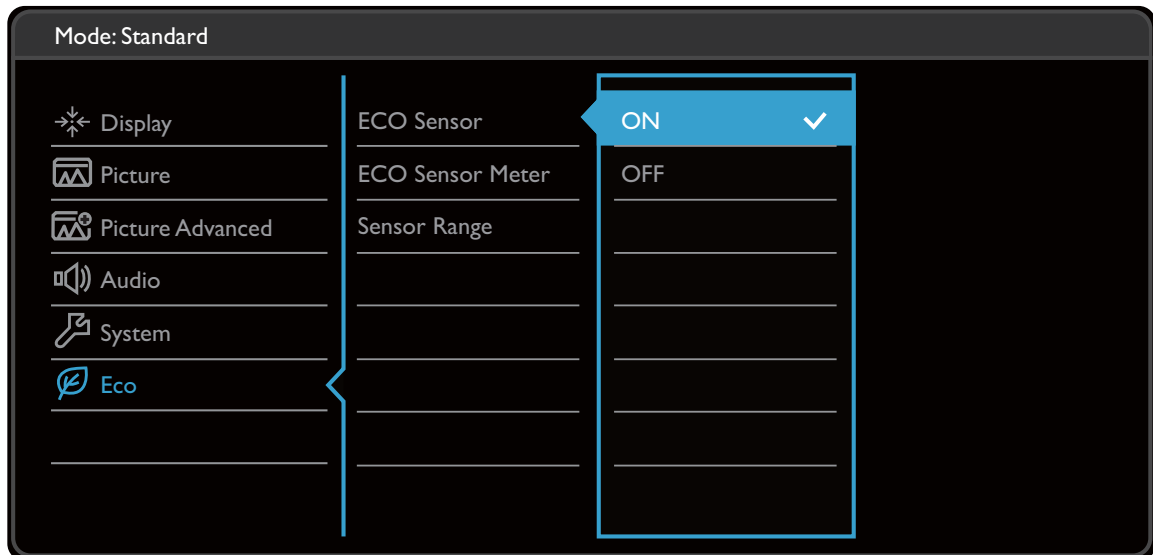 Mode: Standard
Display
ECO Sensor
ON
Picture
ECO Sensor Meter
OFF
Picture Advanced
Sensor Range
Audio
System
Eco